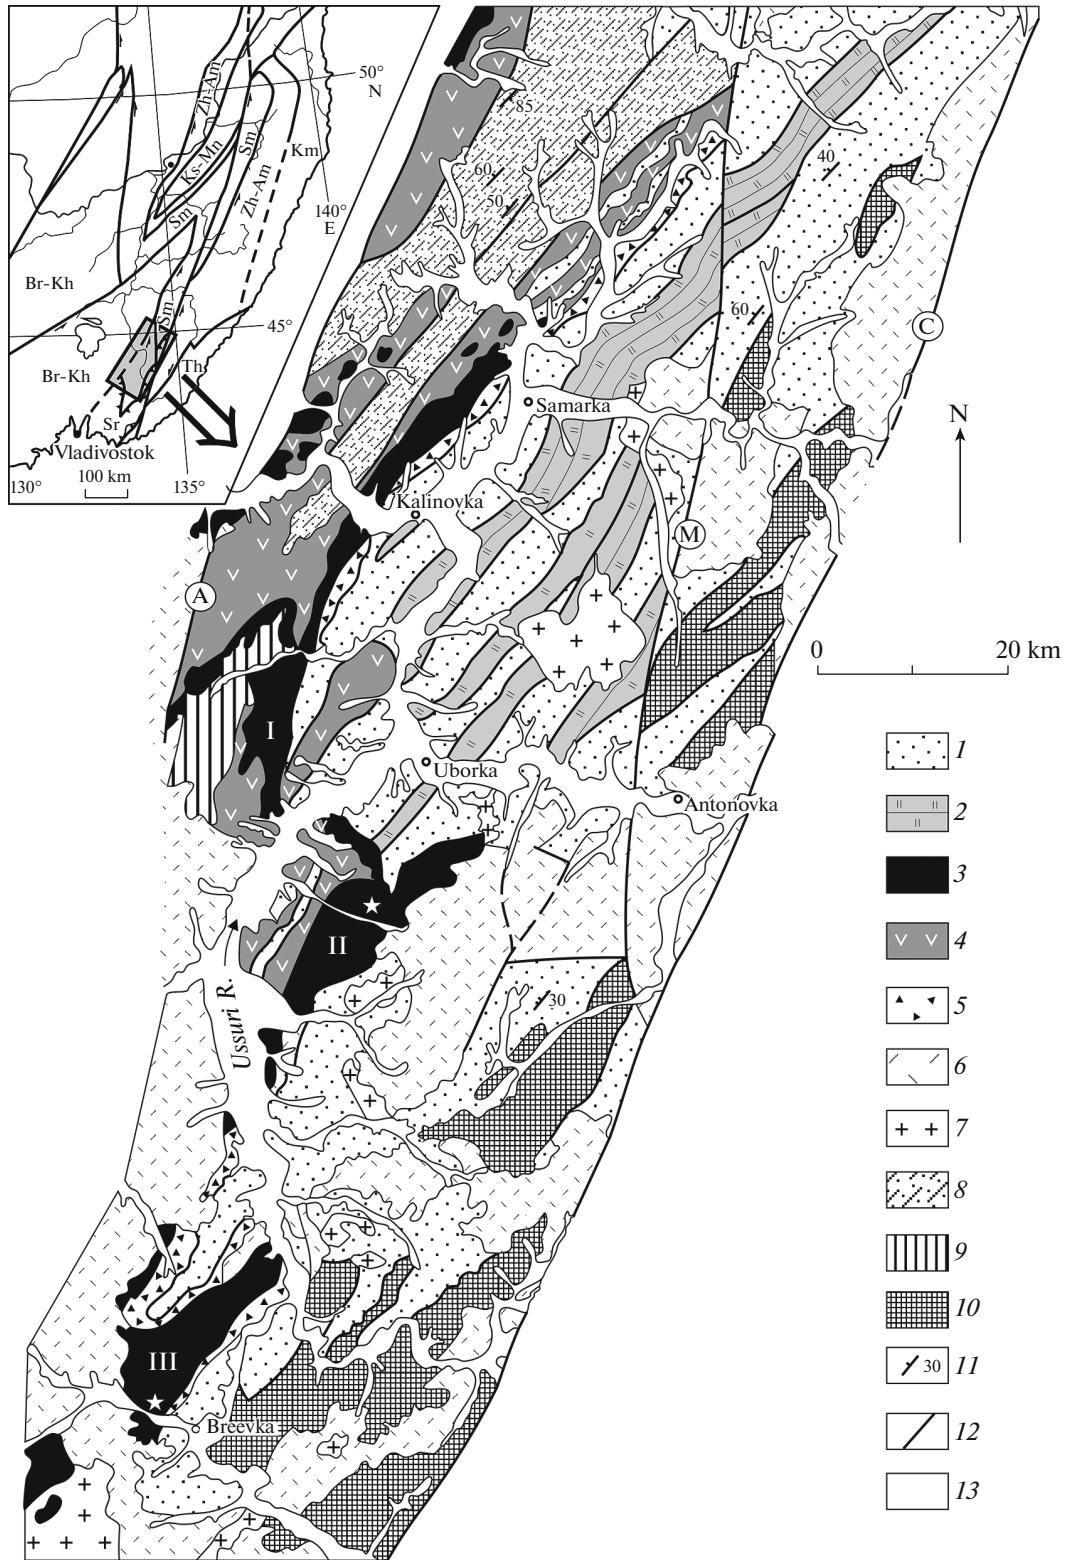 50°
N
Zh-Am
Ks-Mn
Sm
Km
Zh-Am
140°
E
Sm
Br-Kh
45°
Sm
Br-Kh
Th
Sr
Vladivostok
100 km
130°
135°
85
60
50
40
60
C
Samarka
N
Kalinovka
M
A
0 20 km
I
Uborka
Antonovka
1
2
3
4
5
6
7
8
9
10
30 11
12
13
II
Ussuri R.
30
III
Breevka